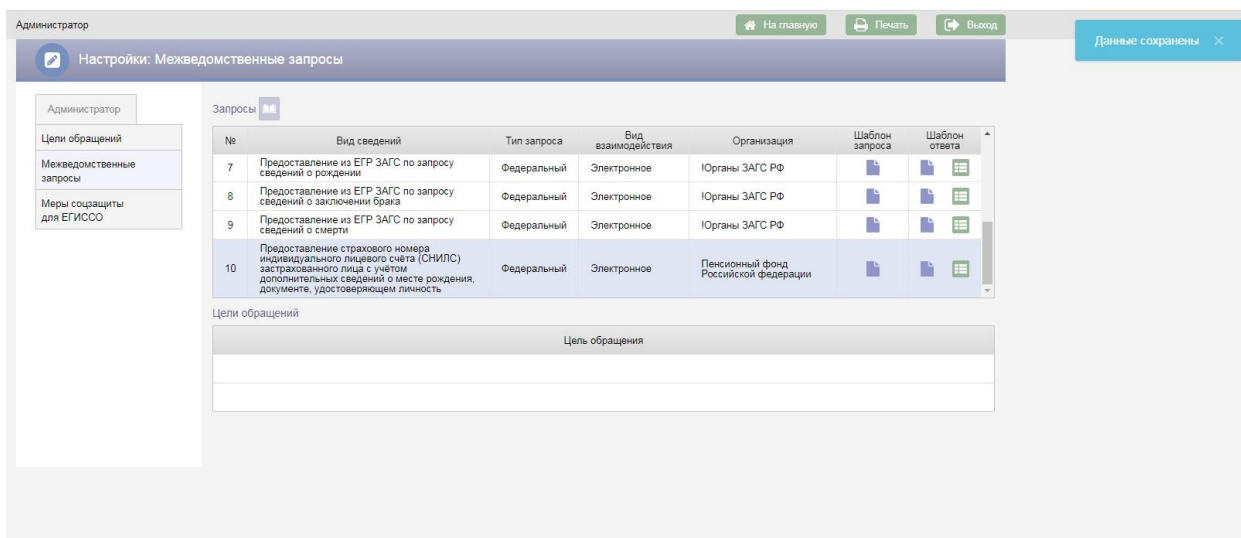 Администратор
На главную
Печать
Выход
Данные сохранены
Настройки: Межведомственные запросы
Администратор
Цели обращений
Межведомственные
запросы
Меры соцзащиты
для ЕГИССО
Запросы
№ Вид сведений Тип запроса Вид взаимодействия Организация Шаблон запроса Шаблон ответа
7 Предоставление из ЕГР ЗАГС по запросу сведений о рождении Федеральный Электронное !Органы ЗАГС РФ
8 Предоставление из ЕГР ЗАГС по запросу сведений о заключении брака Федеральный Электронное !Органы ЗАГС РФ
9 Предоставление из ЕГР ЗАГС по запросу сведений о смерти Федеральный Электронное !Органы ЗАГС РФ
10 Предоставление страхового номера индивидуального лицевого счёта (СНИЛС) застрахованного лица с учётом дополнительных сведений о месте рождения, документе, удостоверяющем личность Федеральный Электронное Пенсионный фонд Российской федерации
Цели обращений
Цель обращения